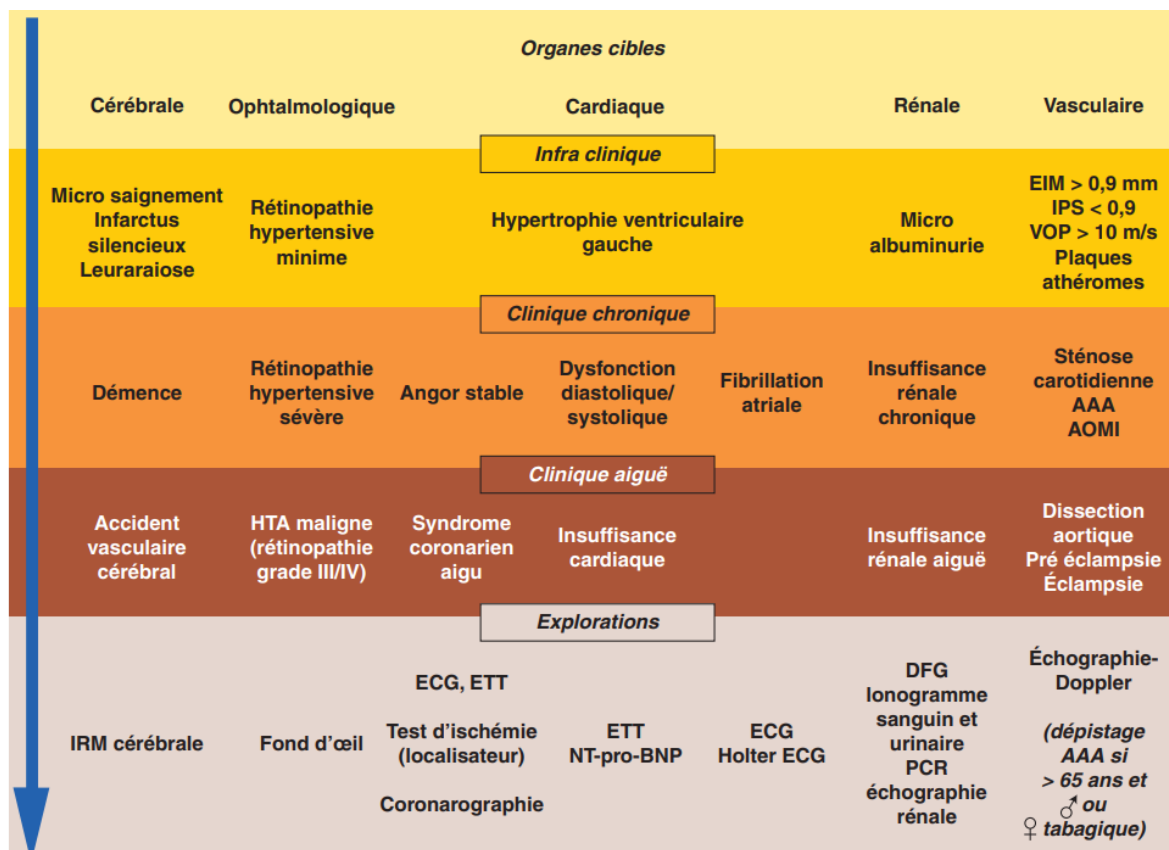 Organes cibles
Cérébrale
Ophtalmologique
Cardiaque
Rénale
Vasculaire
Infra clinique
Micro saignement
Infarctus
silencieux
Leuraraiose
Rétinopathie
hypertensive
minime
Hypertrophie ventriculaire
gauche
Micro
albuminurie
EIM > 0,9 mm
IPS < 0,9
VOP > 10 m/s
Plaques
athéromes
Clinique chronique
Démence
Rétinopathie
hypertensive
sévère
Angor stable
Dysfonction
diastolique/
systolique
Fibrillation
atriale
Insuffisance
rénale
chronique
Sténose
carotidienne
AAA
AOMI
Clinique aiguë
Accident
vasculaire
cérébral
HTA maligne
(rétinopathie
grade III/IV)
Syndrome
coronarien
aigu
Insuffisance
cardiaque
Insuffisance
rénale aiguë
Dissection
aortique
Pré éclampsie
Éclampsie
Explorations
IRM cérébrale
Fond d’œil
ECG, ETT
Test d’ischémie
(localisateur)
Coronarographie
ETT
NT-pro-BNP
ECG
Holter ECG
DFG
Ionogramme
sanguin et
urinaire
PCR
échographie
rénale
Échographie-
Doppler
(dépistage
AAA si
> 65 ans et
♂ ou
♀ tabagique)